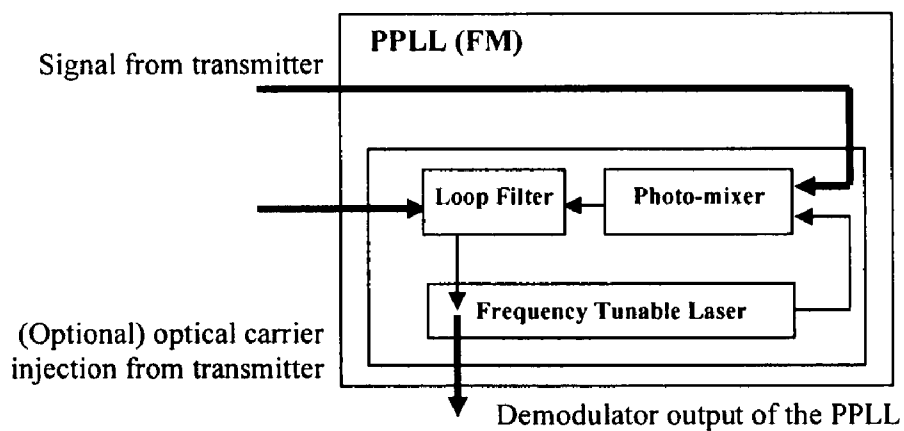 PPLL (FM)
Signal from transmitter
Loop Filter
Photo-mixer
Frequency Tunable Laser
(Optional) optical carrier
injection from transmitter
Demodulator output of the PPLL